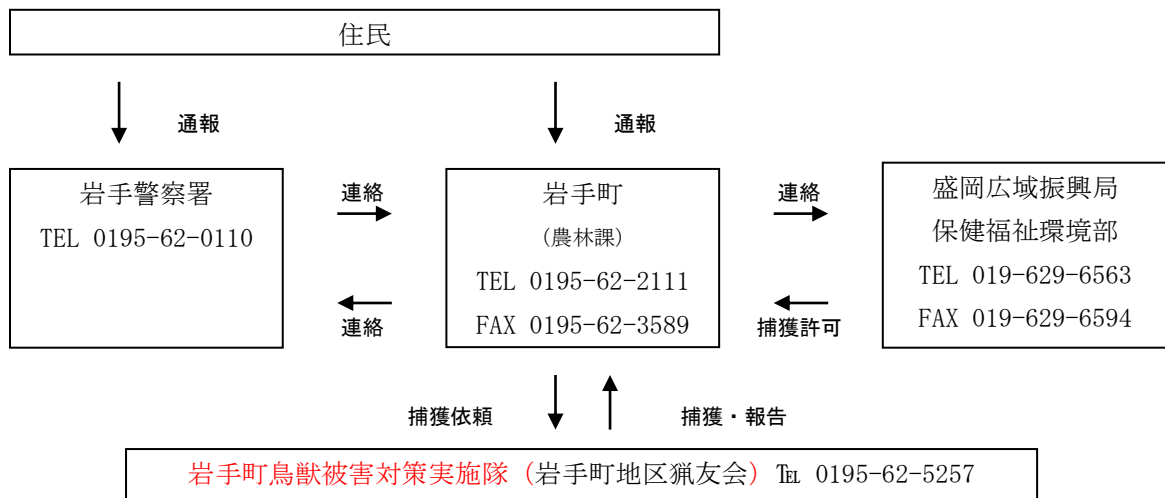 住民
通報
通報
岩手警察署
TEL 0195-62-0110
連絡
連絡
岩手町
(農林課)
TEL 0195-62-2111
FAX 0195-62-3589
連絡
捕獲許可
盛岡広域振興局
保健福祉環境部
TEL 019-629-6563
FAX 019-629-6594
捕獲依頼
捕獲・報告
岩手町鳥獣被害対策実施隊（岩手町地区猟友会）℡ 0195-62-5257